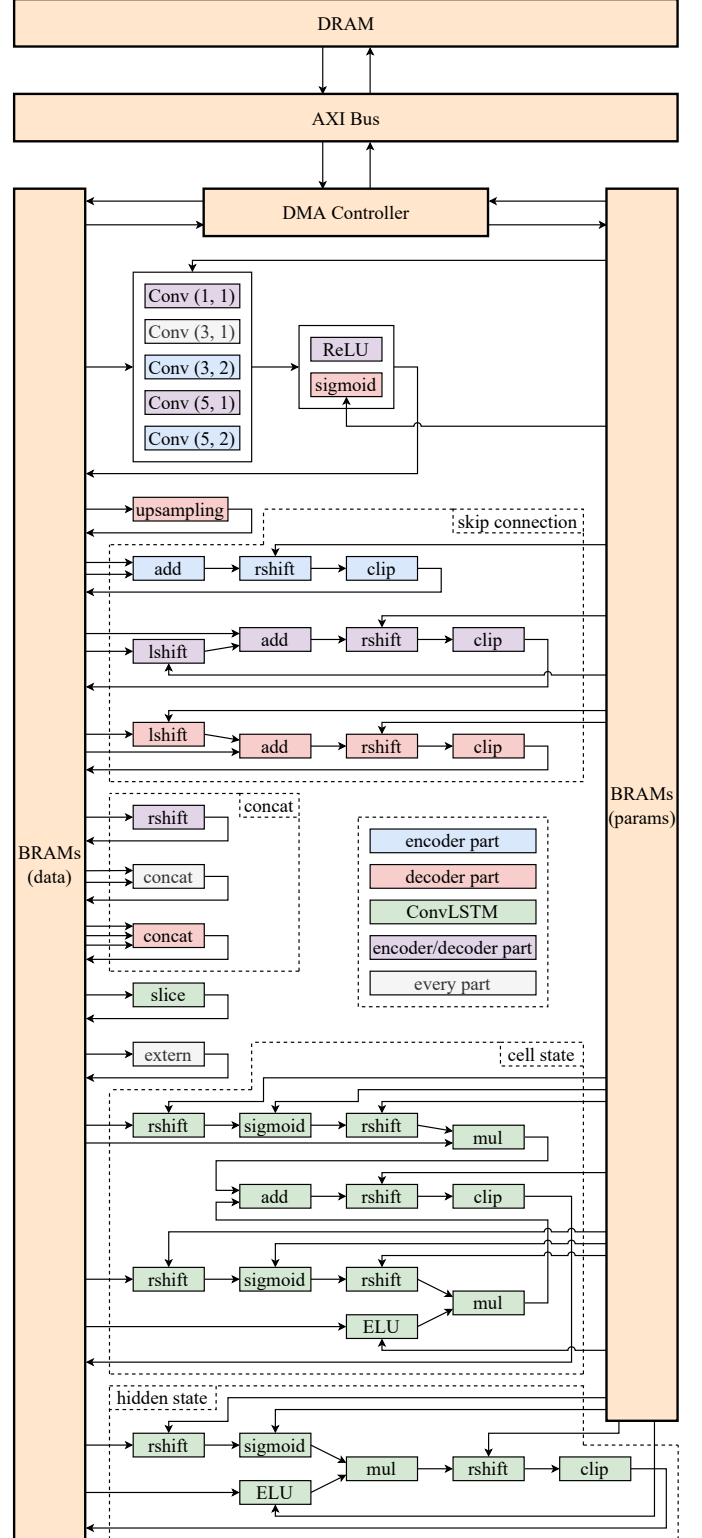 DRAM
AXI Bus
DMA Controller
Conv (1, 1)
Conv (3, 1)
Conv (3, 2)
Conv (5, 1)
Conv (5, 2)
ReLU
sigmoid
upsampling
skip connection
add
rshift
clip
lshift
add
rshift
clip
lshift
add
rshift
clip
BRAMs
(data)
BRAMs
(params)
concat
rshift
concat
concat
encoder part
decoder part
ConvLSTM
encoder/decoder part
every part
slice
extern
cell state
rshift
sigmoid
rshift
mul
add
rshift
clip
rshift
sigmoid
rshift
mul
ELU
hidden state
rshift
sigmoid
mul
rshift
clip
ELU